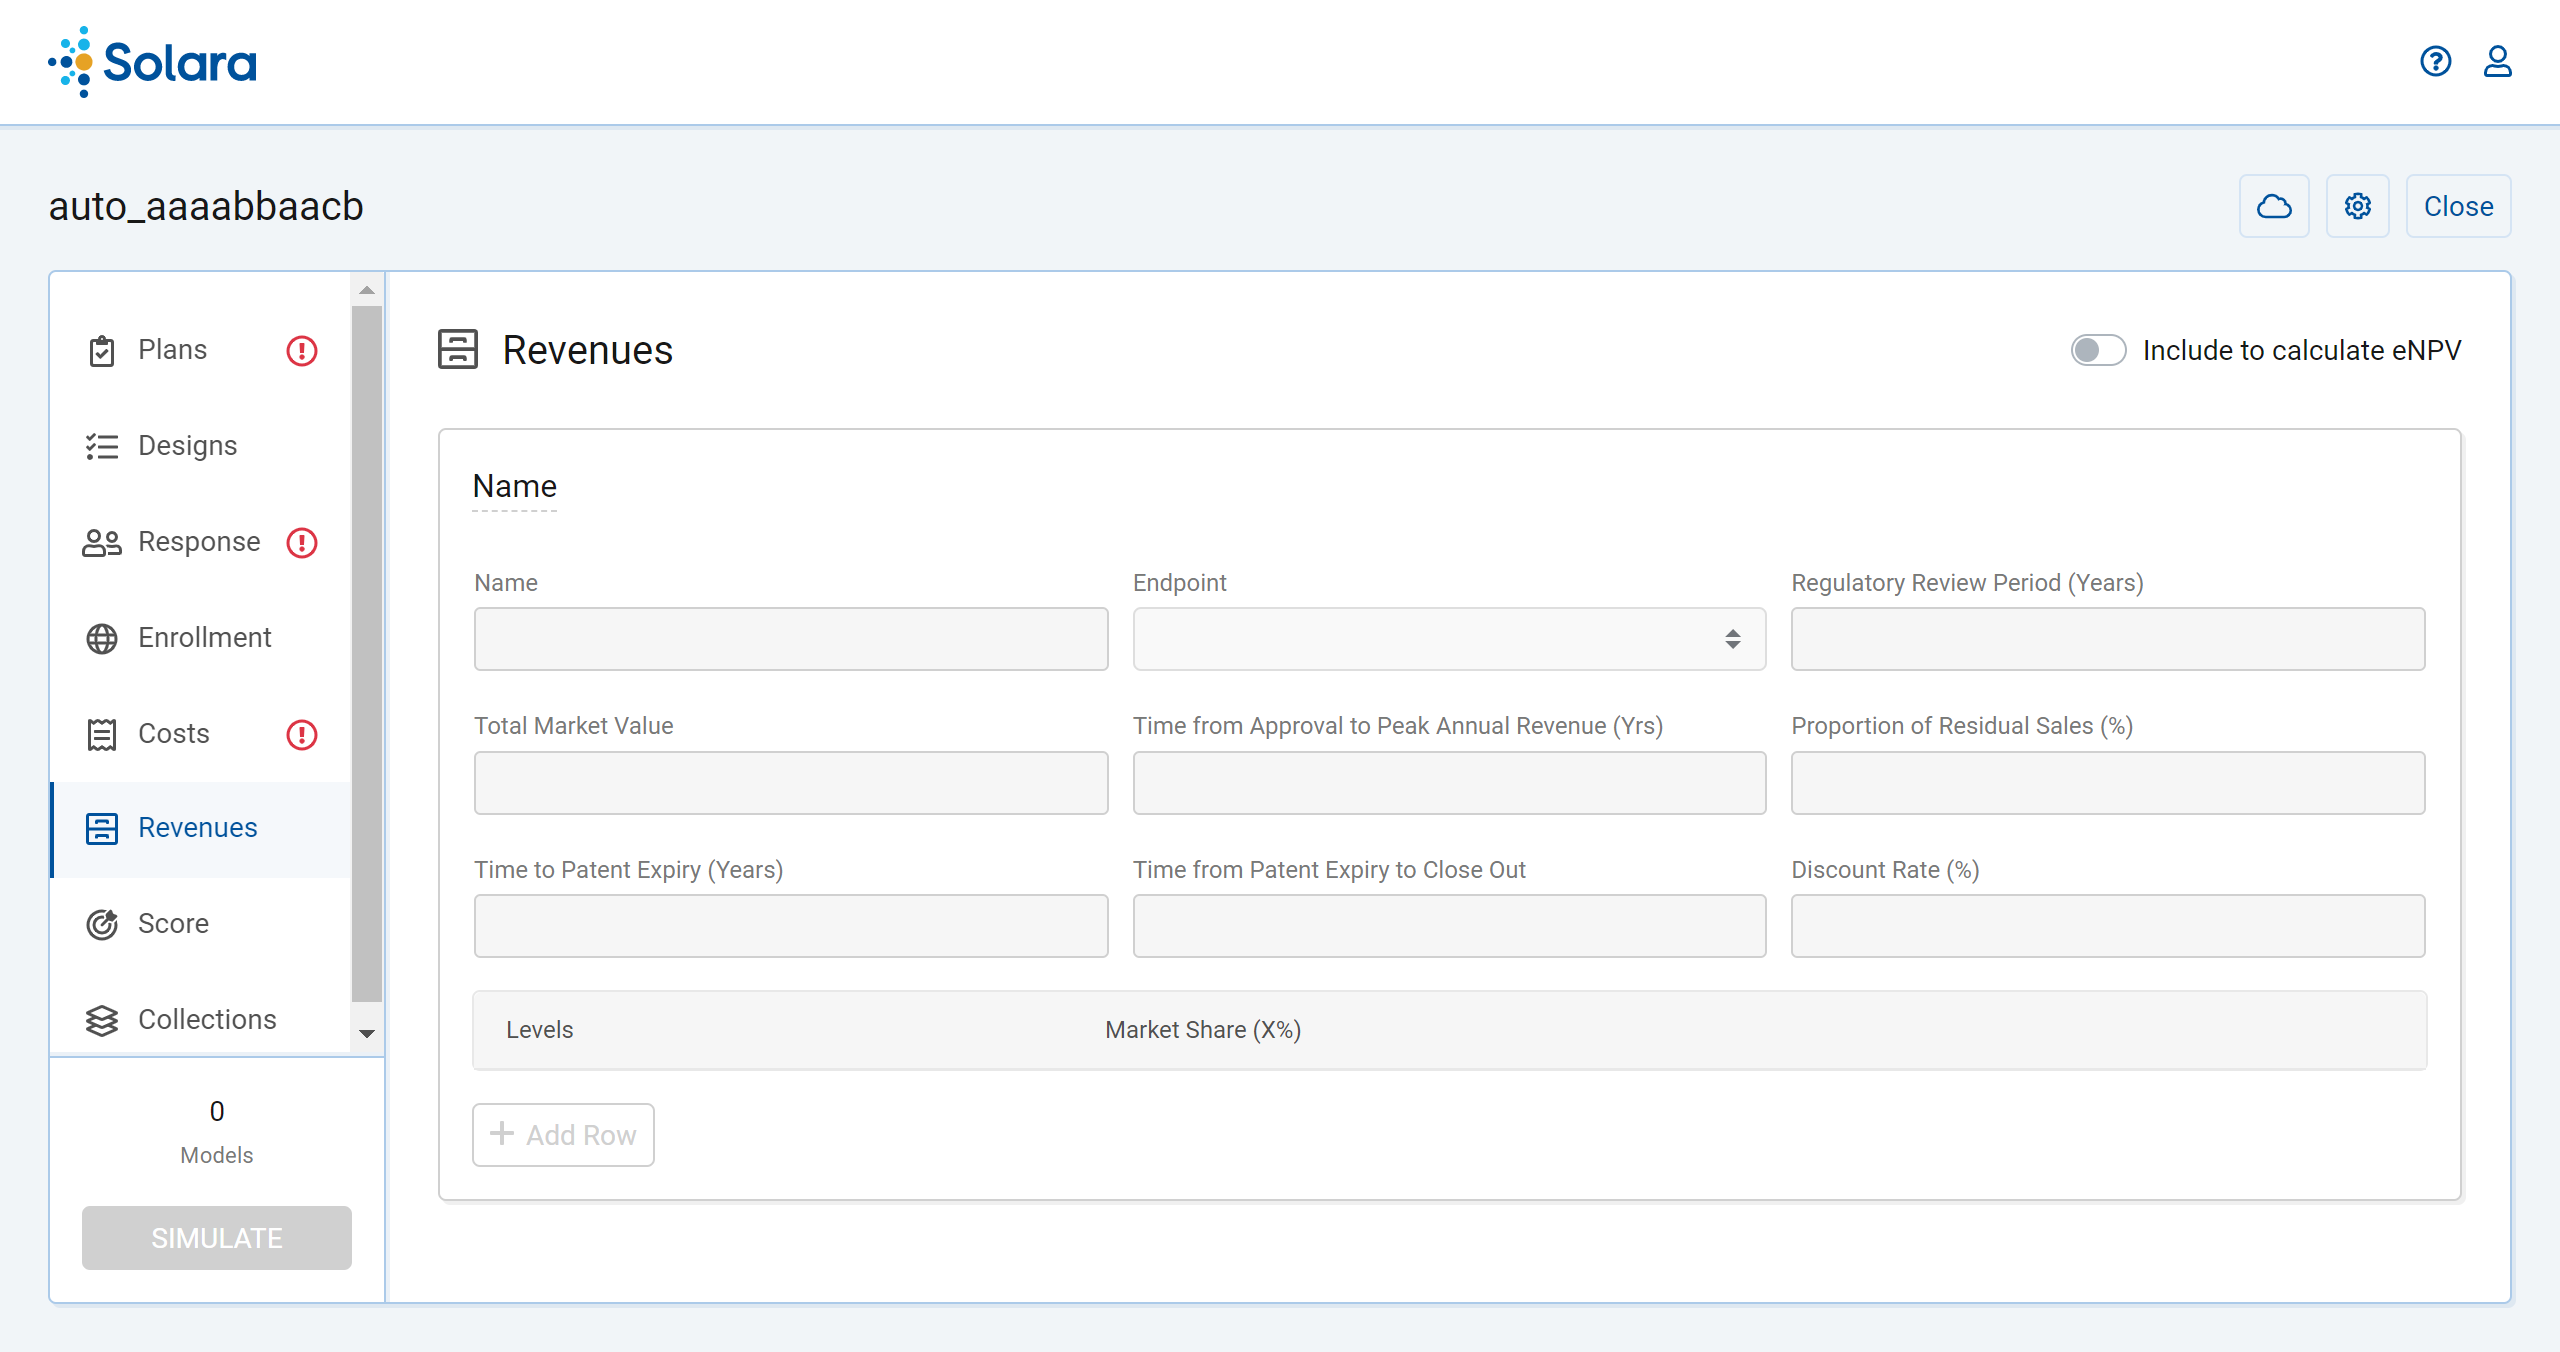 Solara
auto_aaaabbaacb
Close
Plans
Designs
Response
Enrollment
Costs
Revenues
Score
Collections
0
Models
SIMULATE
Revenues
Include to calculate eNPV
Name
Name
Endpoint
Regulatory Review Period (Years)
Total Market Value
Time from Approval to Peak Annual Revenue (Yrs)
Proportion of Residual Sales (%)
Time to Patent Expiry (Years)
Time from Patent Expiry to Close Out
Discount Rate (%)
Levels
Market Share (X%)
Add Row